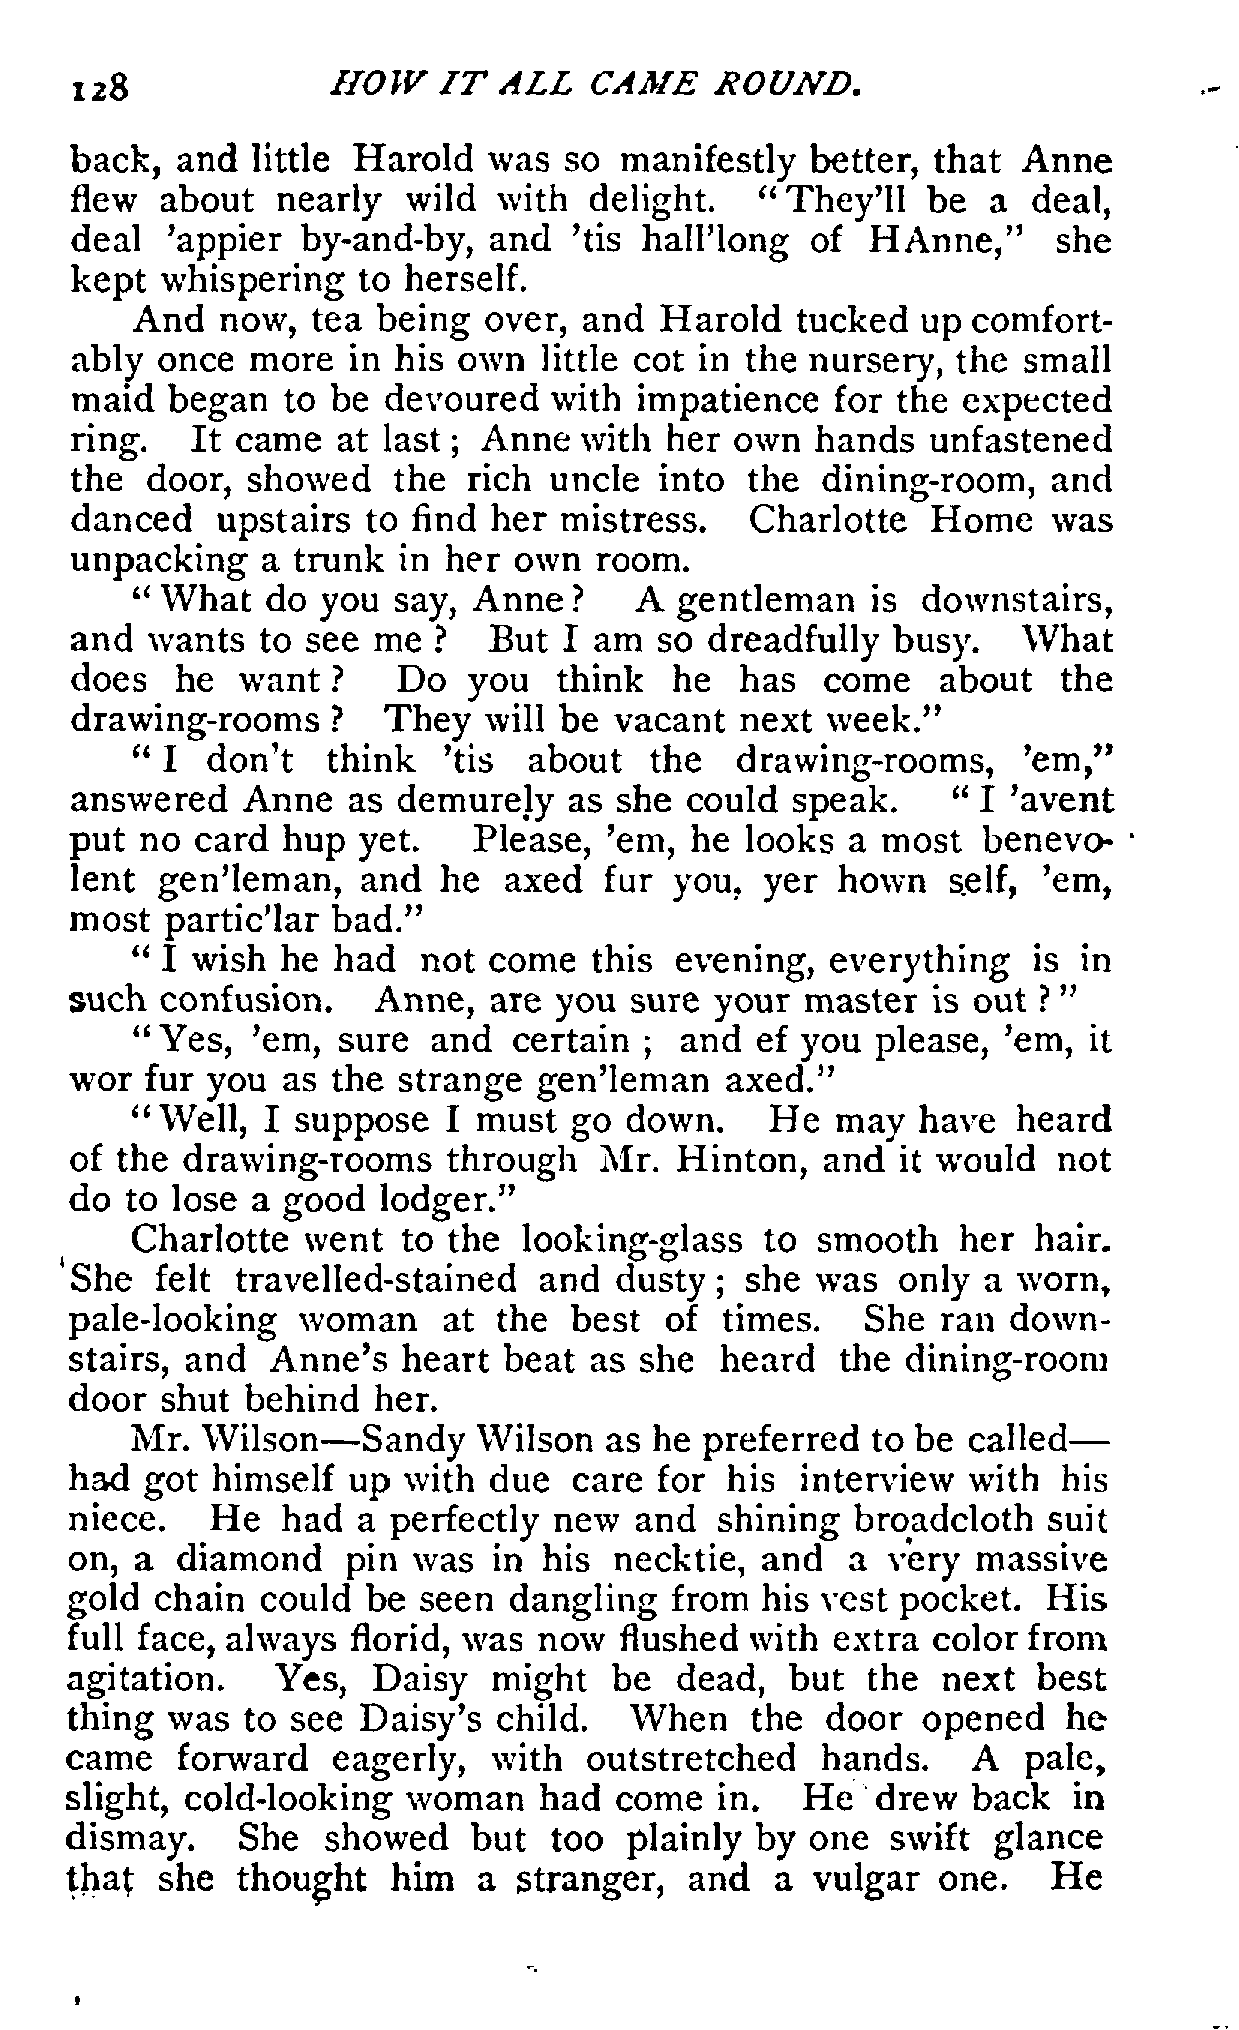 128 HOW IT ALL CAME ROUND.
back, and little Harold was so manifestly better, that Anne
flew about nearly wild with delight. "They'll be a deal,
deal 'appier by-and-by, and 'tis hall'long of HAnne," she
kept whispering to herself.
And now, tea being over, and Harold tucked up comfort-
ably once more in his own little cot in the nursery, the small
maid began to be devoured with impatience for the expected
ring. It came at last; Anne with her own hands unfastened
the door, showed the rich uncle into the dining-room, and
danced upstairs to find her mistress. Charlotte Home was
unpacking a trunk in her own room.
"What do you say, Anne? A gentleman is downstairs,
and wants to see me? But I am so dreadfully busy. What
does he want? Do you think he has come about the
drawing-rooms? They will be vacant next week."
"I don't think 'tis about the drawing-rooms, 'em,"
answered Anne as demurely as she could speak. "I 'avent
put no card hup yet. Please, 'em, he looks a most benevo-
lent gen'leman, and he axed fur you, yer hown self, 'em,
most partic'lar bad."
"I wish he had not come this evening, everything is in
such confusion. Anne, are you sure your master is out?"
"Yes, 'em, sure and certain; and ef you please, 'em, it
wor fur you as the strange gen'leman axed."
"Well, I suppose I must go down. He may have heard
of the drawing-rooms through Mr. Hinton, and it would not
do to lose a good lodger."
Charlotte went to the looking-glass to smooth her hair.
She felt travelled-stained and dusty; she was only a worn,
pale-looking woman at the best of times. She ran down-
stairs, and Anne's heart beat as she heard the dining-room
door shut behind her.
Mr. Wilson—Sandy Wilson as he preferred to be called—
had got himself up with due care for his interview with his
niece. He had a perfectly new and shining broadcloth suit
on, a diamond pin was in his necktie, and a very massive
gold chain could be seen dangling from his vest pocket. His
full face, always florid, was now flushed with extra color from
agitation. Yes, Daisy might be dead, but the next best
thing was to see Daisy's child. When the door opened he
came forward eagerly, with outstretched hands. A pale,
slight, cold-looking woman had come in. He drew back in
dismay. She showed but too plainly by one swift glance
that she thought him a stranger, and a vulgar one. He